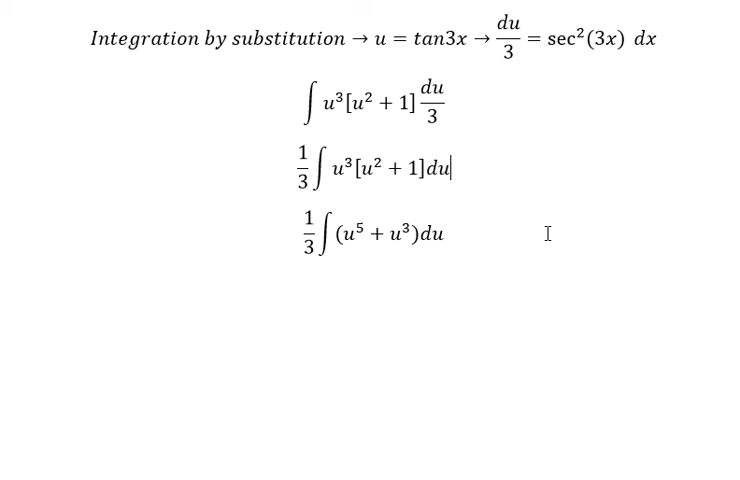 Integration by substitution → u = tan3x → du/3 = sec²(3x) dx
∫ u³[u² + 1] du/3
1/3 ∫ u³[u² + 1]du
1/3 ∫ (u⁵ + u³)du